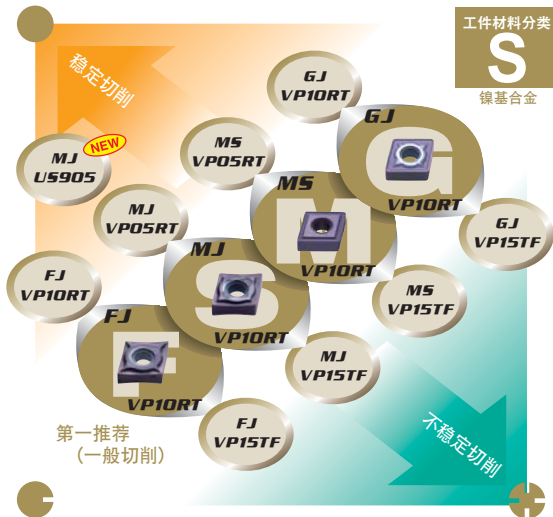 工件材料分类
S
镍基合金
稳定切削
GJ
VP10RT
GJ
G
VP10RT
MS
VP05RT
MJ
US905
NEW
MS
M
VP10RT
MJ
VP05RT
GJ
VP15TF
MJ
S
VP10RT
FJ
VP10RT
MS
VP15TF
FJ
F
VP10RT
MJ
VP15TF
FJ
VP15TF
第一推荐
（一般切削）
不稳定切削